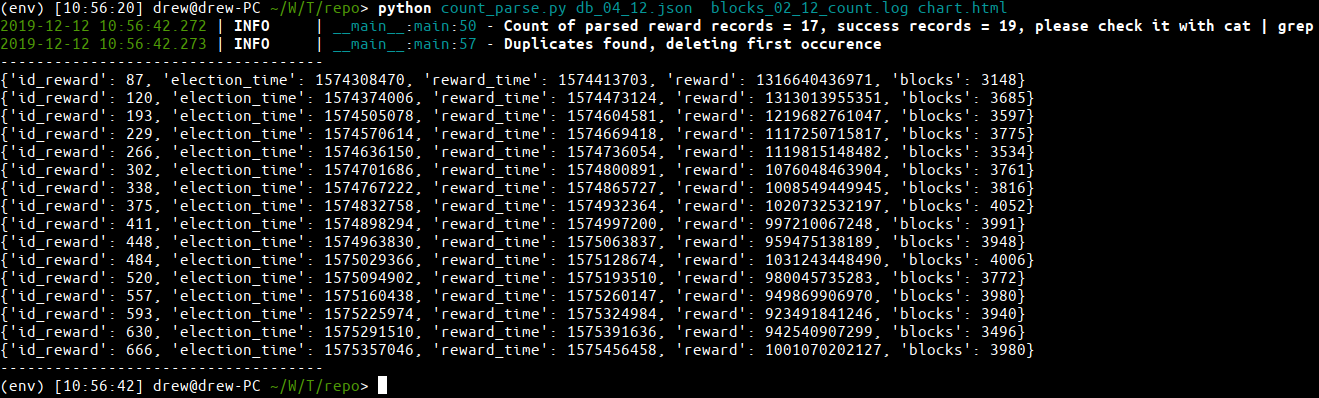 (env) [10:56:20] drew@drew-PC ~/W/T/repo> python count_parse.py db_04_12.json  blocks_02_12_count.log chart.html
2019-12-12 10:56:42.272 | INFO     | __main__:main:50 - Count of parsed reward records = 17, success records = 19, please check it with cat | grep
2019-12-12 10:56:42.273 | INFO     | __main__:main:57 - Duplicates found, deleting first occurence
------------------------------------
{'id_reward': 87, 'election_time': 1574308470, 'reward_time': 1574413703, 'reward': 1316640436971, 'blocks': 3148}
{'id_reward': 120, 'election_time': 1574374006, 'reward_time': 1574473124, 'reward': 1313013955351, 'blocks': 3685}
{'id_reward': 193, 'election_time': 1574505078, 'reward_time': 1574604581, 'reward': 1219682761047, 'blocks': 3597}
{'id_reward': 229, 'election_time': 1574570614, 'reward_time': 1574669418, 'reward': 1117250715817, 'blocks': 3775}
{'id_reward': 266, 'election_time': 1574636150, 'reward_time': 1574736054, 'reward': 1119815148482, 'blocks': 3534}
{'id_reward': 302, 'election_time': 1574701686, 'reward_time': 1574800891, 'reward': 1076048463904, 'blocks': 3761}
{'id_reward': 338, 'election_time': 1574767222, 'reward_time': 1574865727, 'reward': 1008549449945, 'blocks': 3816}
{'id_reward': 375, 'election_time': 1574832758, 'reward_time': 1574932364, 'reward': 1020732532197, 'blocks': 4052}
{'id_reward': 411, 'election_time': 1574898294, 'reward_time': 1574997200, 'reward': 997210067248, 'blocks': 3991}
{'id_reward': 448, 'election_time': 1574963830, 'reward_time': 1575063837, 'reward': 959475138189, 'blocks': 3948}
{'id_reward': 484, 'election_time': 1575029366, 'reward_time': 1575128674, 'reward': 1031243448490, 'blocks': 4006}
{'id_reward': 520, 'election_time': 1575094902, 'reward_time': 1575193510, 'reward': 980045735283, 'blocks': 3772}
{'id_reward': 557, 'election_time': 1575160438, 'reward_time': 1575260147, 'reward': 949869906970, 'blocks': 3980}
{'id_reward': 593, 'election_time': 1575225974, 'reward_time': 1575324984, 'reward': 923491841246, 'blocks': 3940}
{'id_reward': 630, 'election_time': 1575291510, 'reward_time': 1575391636, 'reward': 942540907299, 'blocks': 3496}
{'id_reward': 666, 'election_time': 1575357046, 'reward_time': 1575456458, 'reward': 1001070202127, 'blocks': 3980}
------------------------------------
(env) [10:56:42] drew@drew-PC ~/W/T/repo>